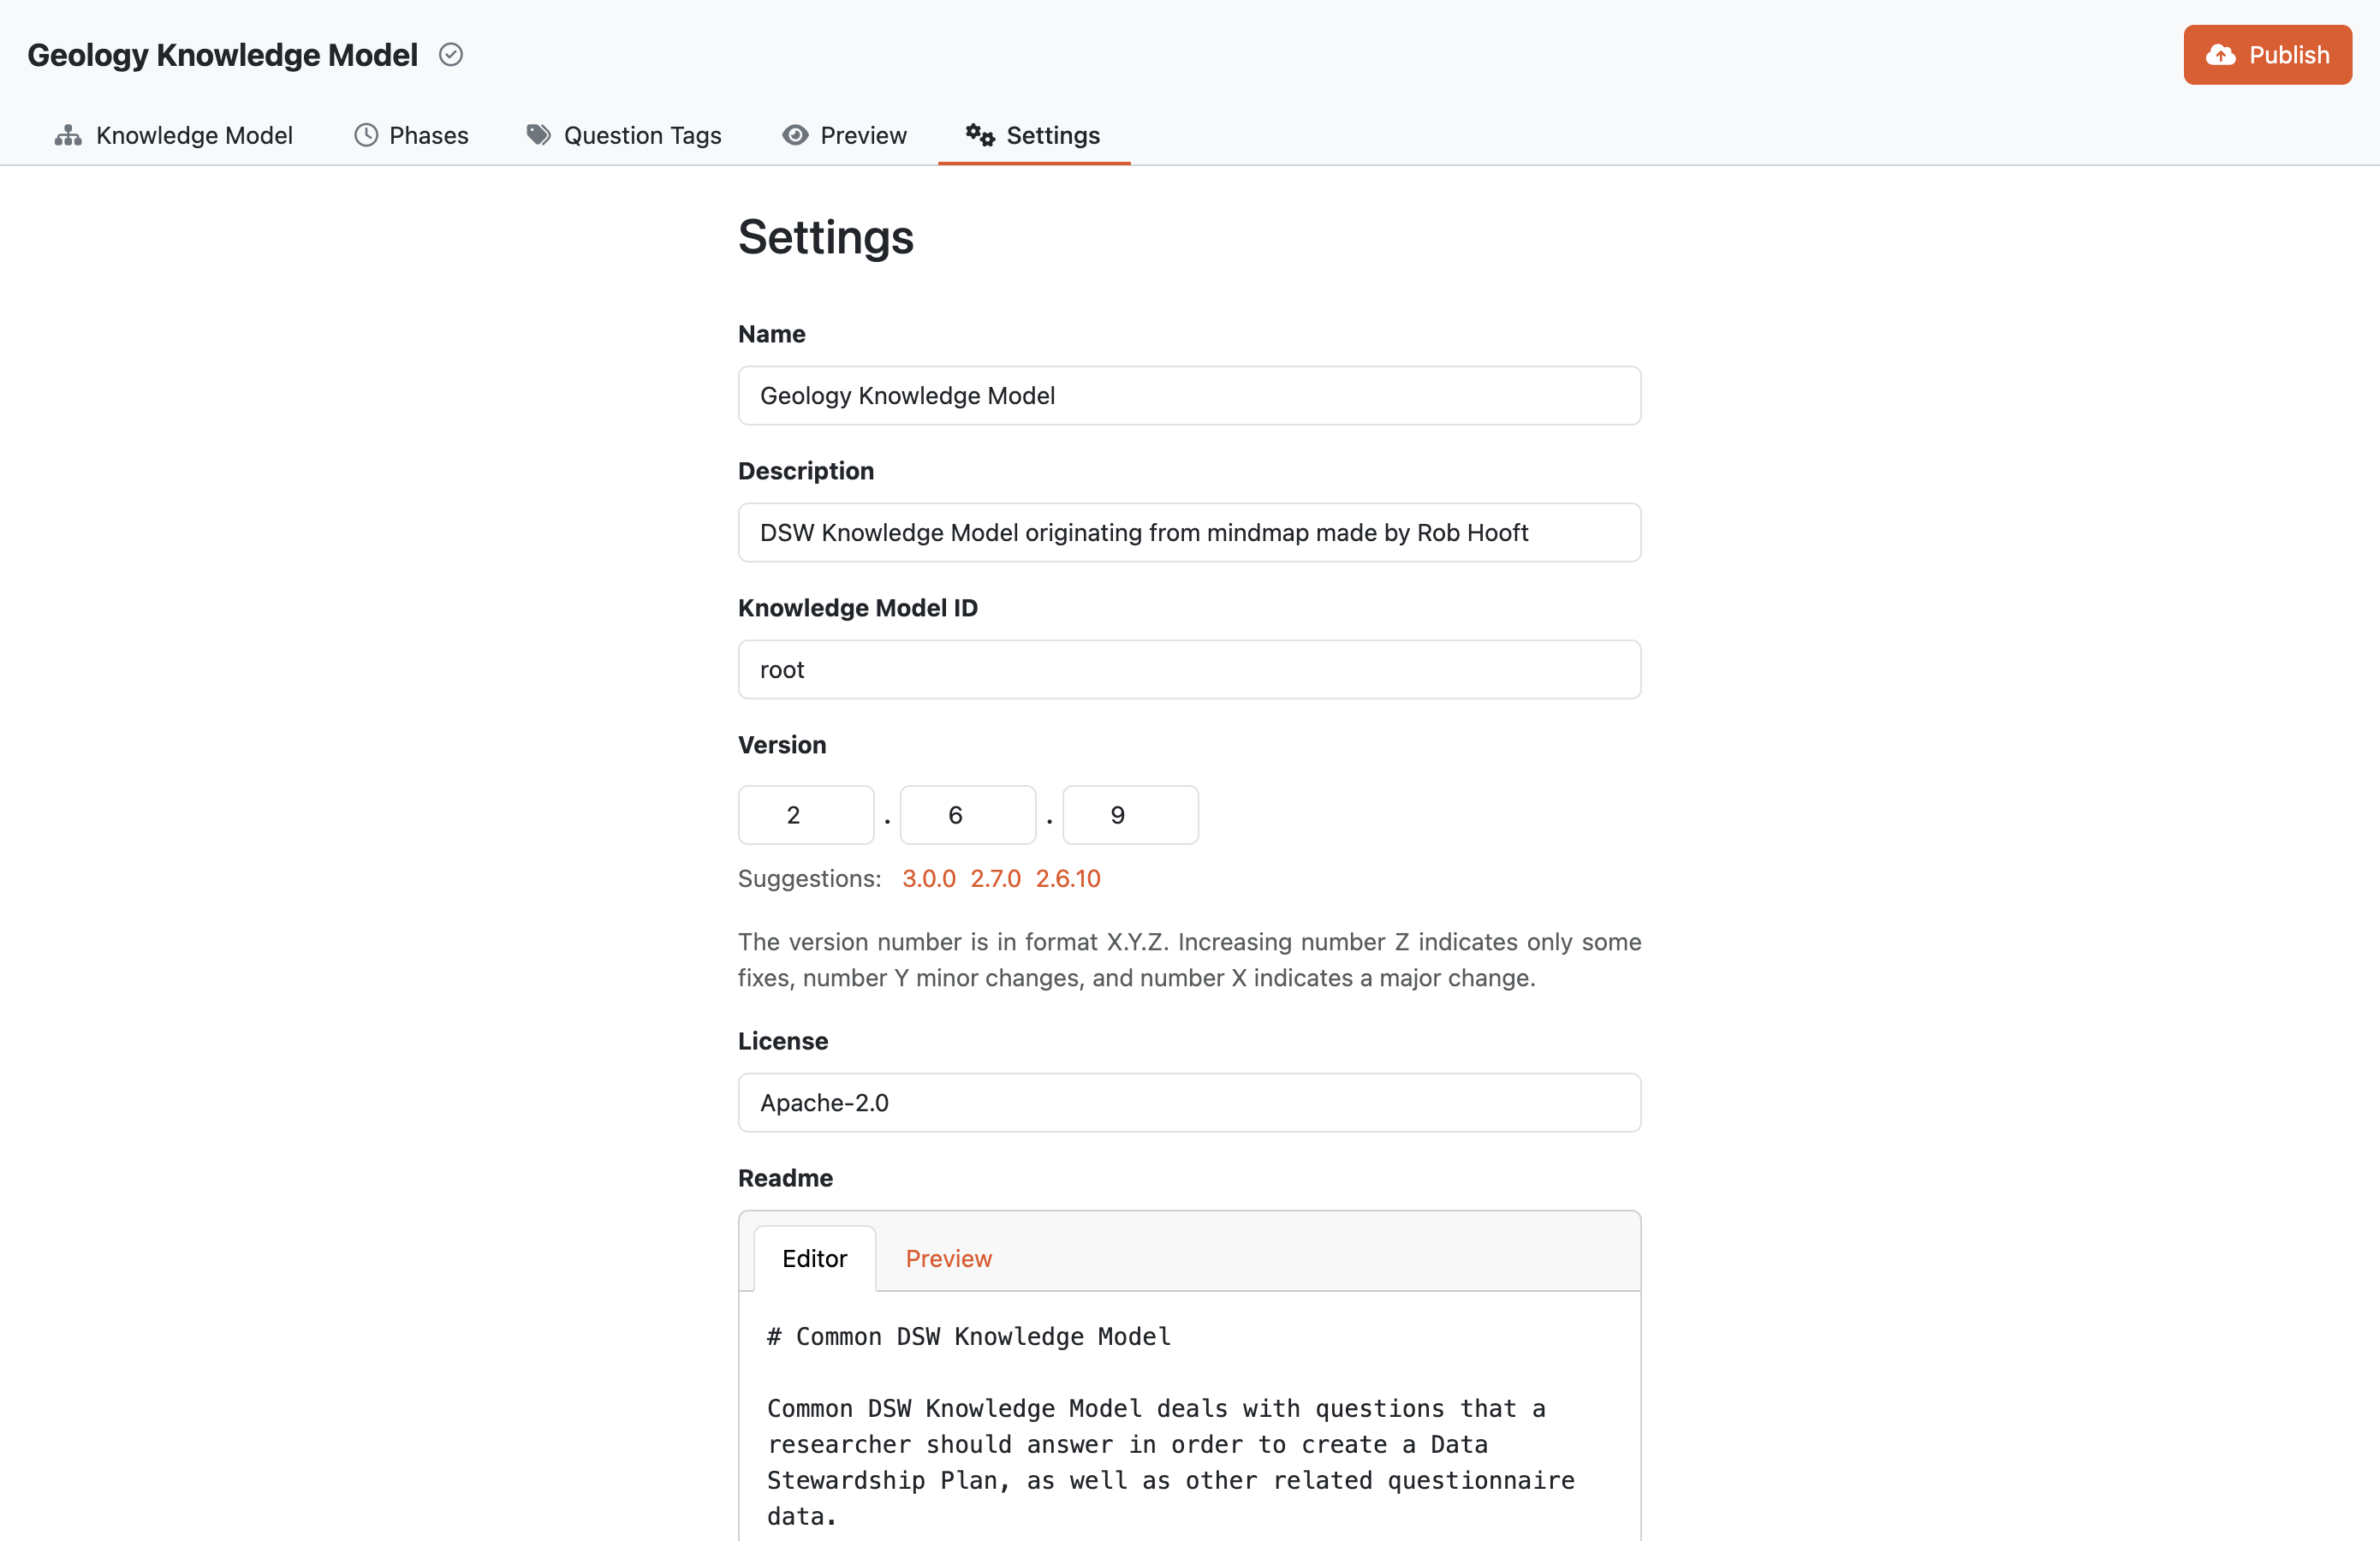 Geology Knowledge Model
Publish
Knowledge Model
Phases
Question Tags
Preview
Settings
Settings
Name
Geology Knowledge Model
Description
DSW Knowledge Model originating from mindmap made by Rob Hooft
Knowledge Model ID
root
Version
2 . 6 . 9
Suggestions: 3.0.0 2.7.0 2.6.10
The version number is in format X.Y.Z. Increasing number Z indicates only some
fixes, number Y minor changes, and number X indicates a major change.
License
Apache-2.0
Readme
Editor
Preview
# Common DSW Knowledge Model
Common DSW Knowledge Model deals with questions that a
researcher should answer in order to create a Data
Stewardship Plan, as well as other related questionnaire
data.